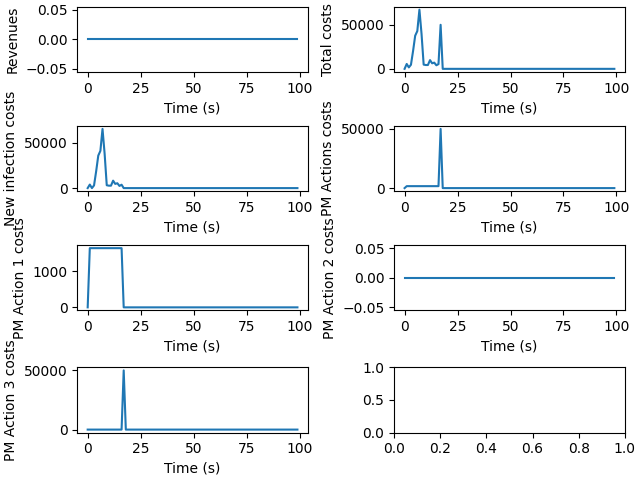 Revenues
0.05
0.00
−0.05
0 25 50 75 100
Time (s)
Total costs
50000
0
0 25 50 75 100
Time (s)
New infection costs
50000
0
0 25 50 75 100
Time (s)
PM Actions costs
50000
0
0 25 50 75 100
Time (s)
PM Action 1 costs
1000
0
0 25 50 75 100
Time (s)
PM Action 2 costs
0.05
0.00
−0.05
0 25 50 75 100
Time (s)
PM Action 3 costs
50000
0
0 25 50 75 100
Time (s)
1.0
0.5
0.0
0.0 0.2 0.4 0.6 0.8 1.0